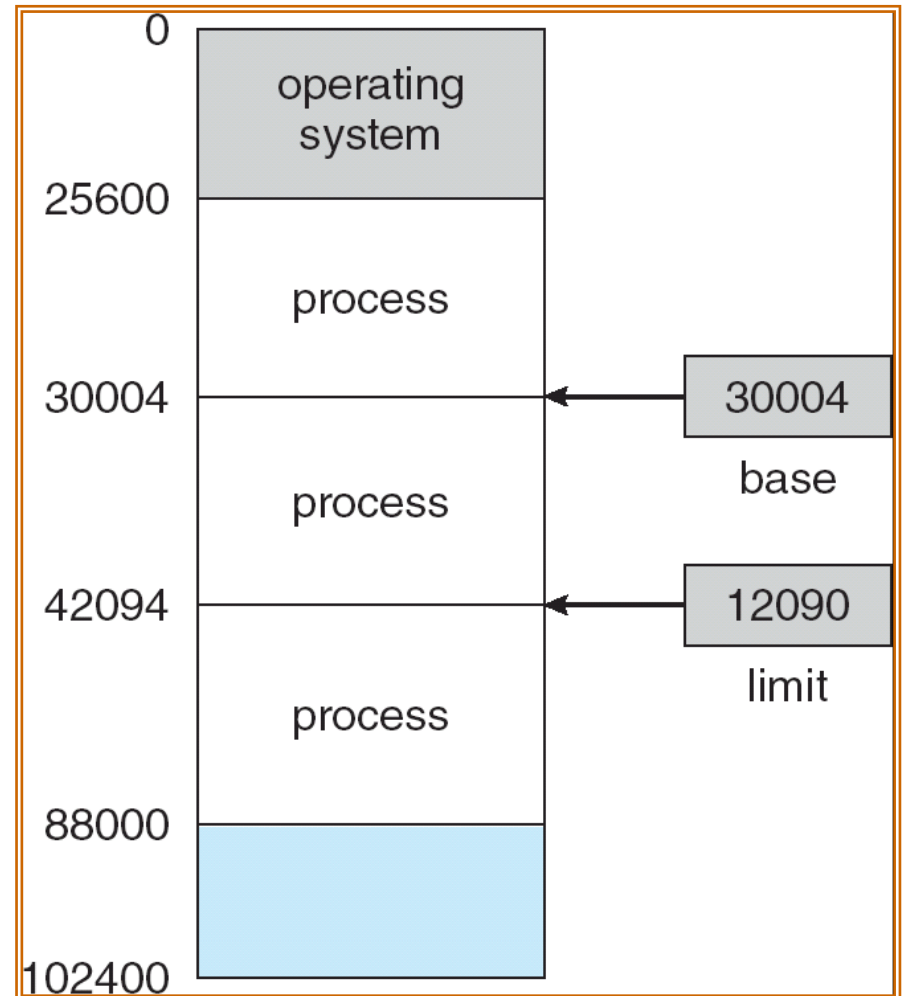 0
operating
system
25600
process
30004
30004
base
process
42094
12090
limit
process
88000
102400